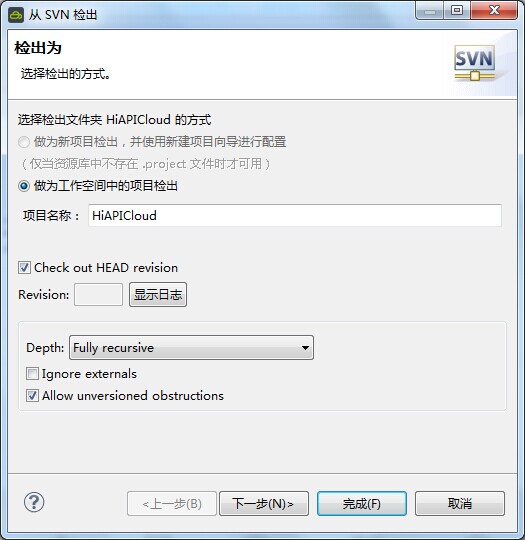 从 SVN 检出
检出为
选择检出的方式。
SVN
选择检出文件夹 HiAPICloud 的方式
做为新项目检出，并使用新建项目向导进行配置
（仅当资源库中不存在 .project 文件时才可用）
做为工作空间中的项目检出
项目名称： HiAPICloud
Check out HEAD revision
Revision: 显示日志
Depth: Fully recursive
Ignore externals
Allow unversioned obstructions
? <上一步(B) 下一步(N)> 完成(F) 取消